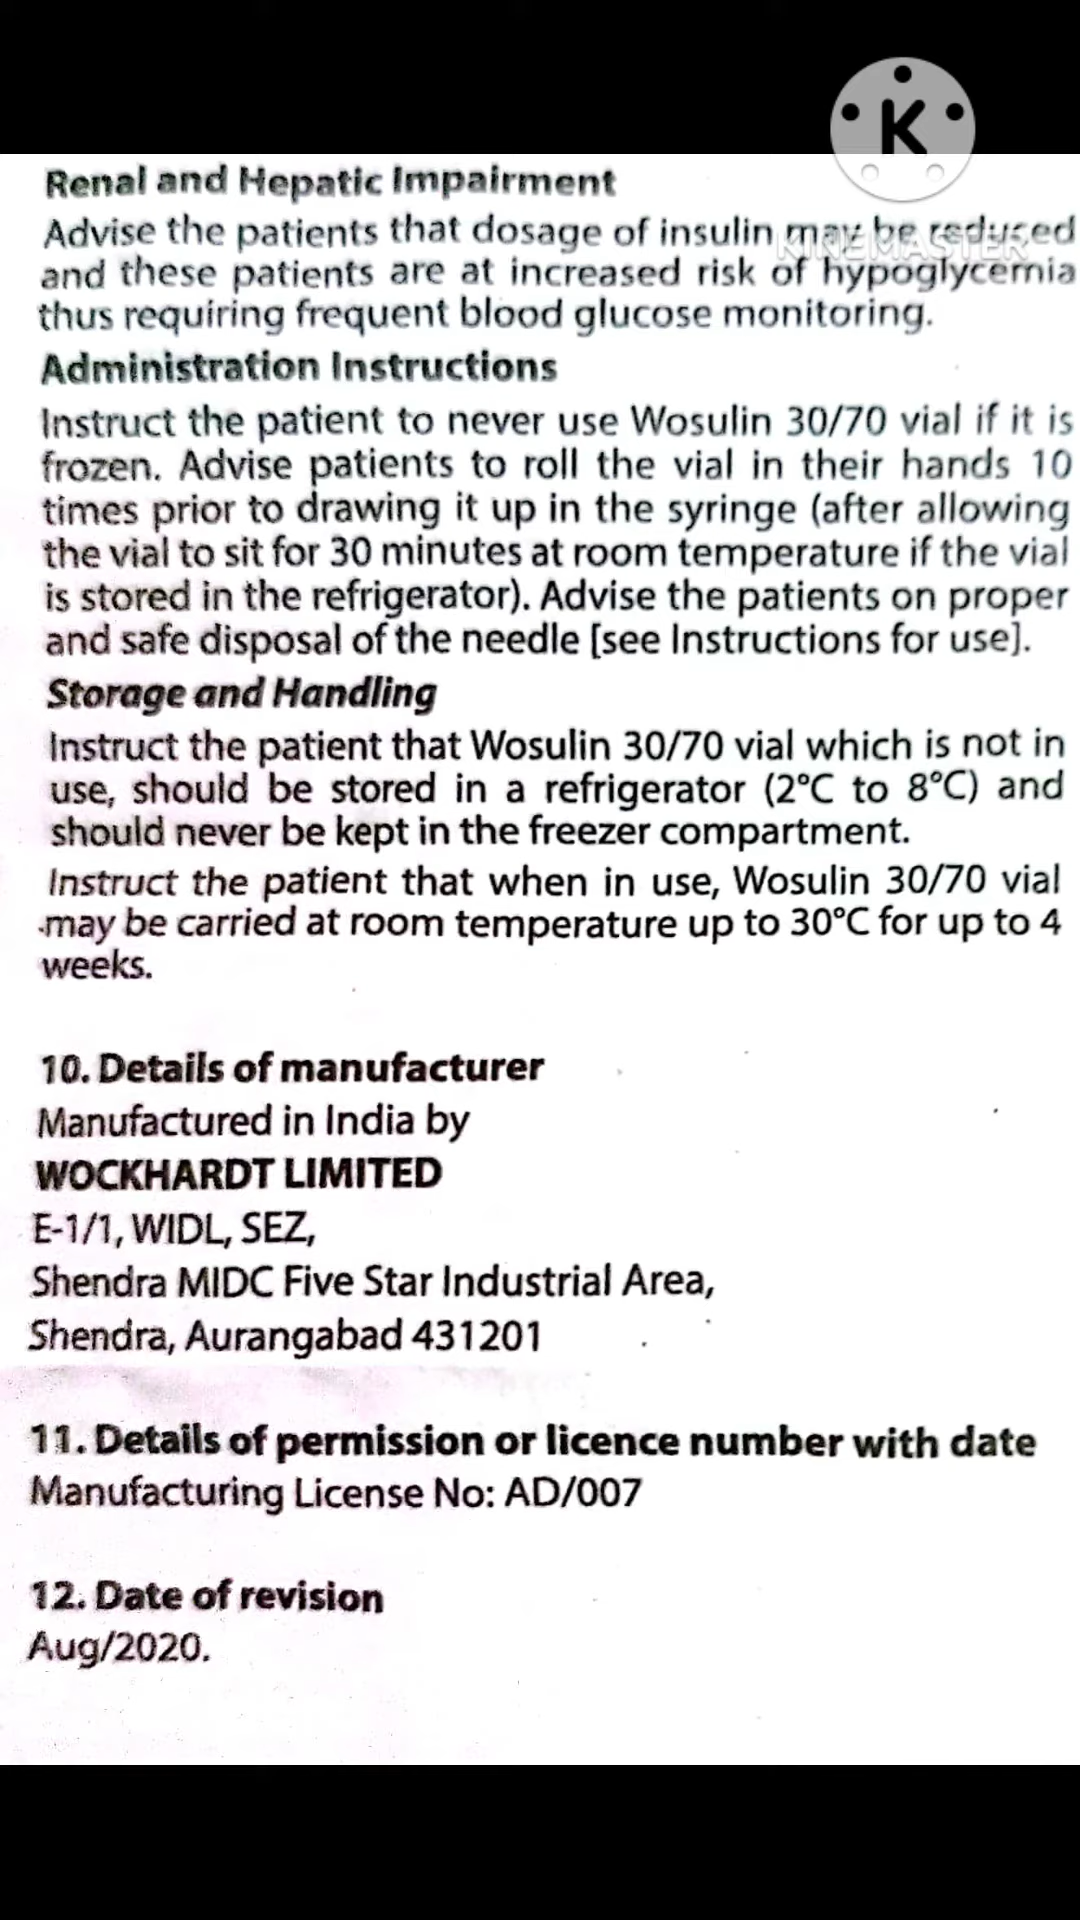 K
KINEMASTER
Renal and Hepatic Impairment
Advise the patients that dosage of insulin may be reduced
and these patients are at increased risk of hypoglycemia
thus requiring frequent blood glucose monitoring.
Administration Instructions
Instruct the patient to never use Wosulin 30/70 vial if it is
frozen. Advise patients to roll the vial in their hands 10
times prior to drawing it up in the syringe (after allowing
the vial to sit for 30 minutes at room temperature if the vial
is stored in the refrigerator). Advise the patients on proper
and safe disposal of the needle [see Instructions for use].
Storage and Handling
Instruct the patient that Wosulin 30/70 vial which is not in
use, should be stored in a refrigerator (2°C to 8°C) and
should never be kept in the freezer compartment.
Instruct the patient that when in use, Wosulin 30/70 vial
may be carried at room temperature up to 30°C for up to 4
weeks.
10. Details of manufacturer
Manufactured in India by
WOCKHARDT LIMITED
E-1/1, WIDL, SEZ,
Shendra MIDC Five Star Industrial Area,
Shendra, Aurangabad 431201
11. Details of permission or licence number with date
Manufacturing License No: AD/007
12. Date of revision
Aug/2020.